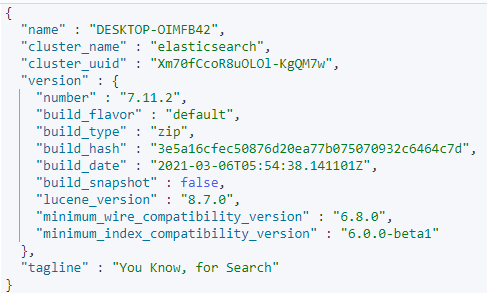 {
"name" : "DESKTOP-OIMFB42",
"cluster_name" : "elasticsearch",
"cluster_uuid" : "Xm70fCcoR8uOLOl-KgQM7w",
"version" : {
"number" : "7.11.2",
"build_flavor" : "default",
"build_type" : "zip",
"build_hash" : "3e5a16cfec50876d20ea77b075070932c6464c7d",
"build_date" : "2021-03-06T05:54:38.141101Z",
"build_snapshot" : false,
"lucene_version" : "8.7.0",
"minimum_wire_compatibility_version" : "6.8.0",
"minimum_index_compatibility_version" : "6.0.0-beta1"
},
"tagline" : "You Know, for Search"
}